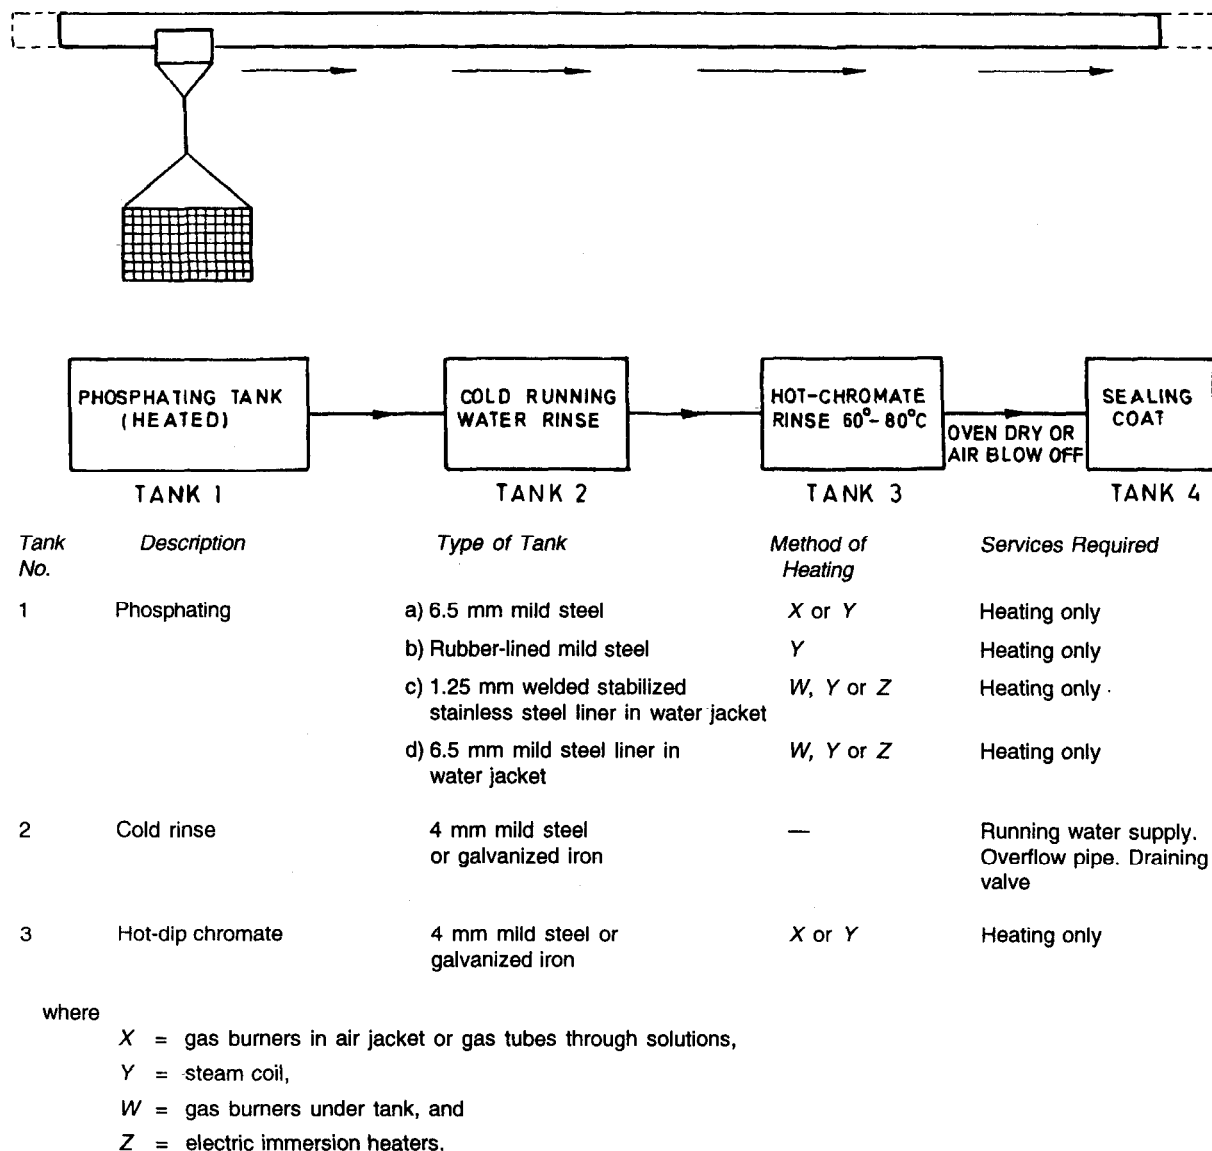 PHOSPHATING TANK
(HEATED)
COLD RUNNING
WATER RINSE
HOT-CHROMATE
RINSE 60°-80°C
OVEN DRY OR
AIR BLOW OFF
SEALING
COAT
TANK 1
TANK 2
TANK 3
TANK 4
Tank No. Description Type of Tank Method of Heating Services Required
1 Phosphating a) 6.5 mm mild steel X or Y Heating only
b) Rubber-lined mild steel Y Heating only
c) 1.25 mm welded stabilized W, Y or Z Heating only
stainless steel liner in water jacket
d) 6.5 mm mild steel liner in W, Y or Z Heating only
water jacket
2 Cold rinse 4 mm mild steel — Running water supply.
or galvanized iron Overflow pipe. Draining
valve
3 Hot-dip chromate 4 mm mild steel or X or Y Heating only
galvanized iron
where
X = gas burners in air jacket or gas tubes through solutions,
Y = steam coil,
W = gas burners under tank, and
Z = electric immersion heaters.